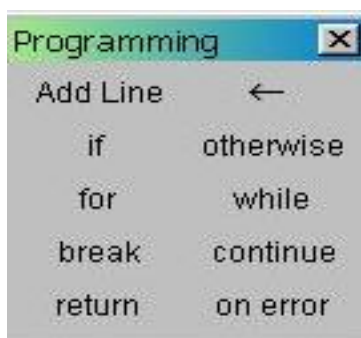 Programming
Add Line ←
if otherwise
for while
break continue
return on error